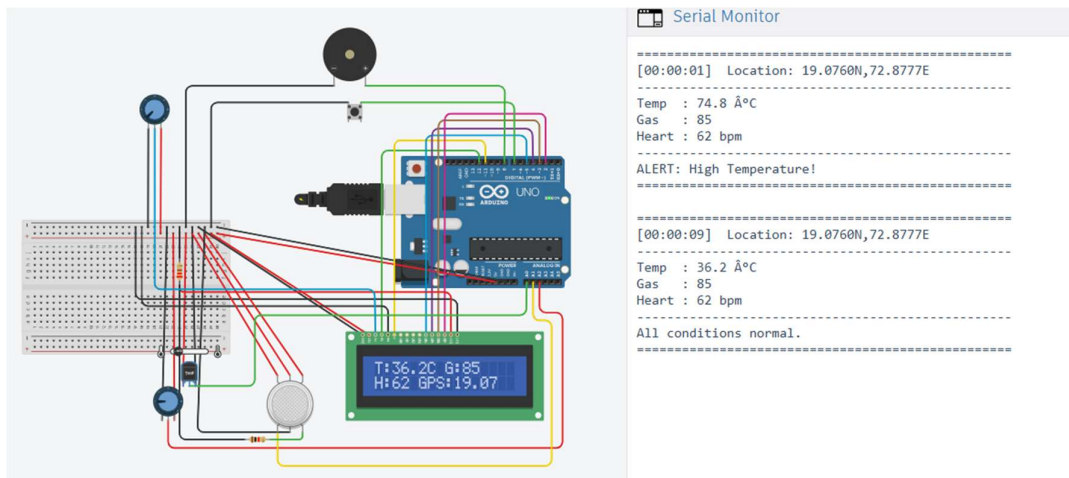 Serial Monitor
==================================================
[00:00:01]  Location: 19.0760N,72.8777E
--------------------------------------------------
Temp  : 74.8 Â°C
Gas   : 85
Heart : 62 bpm
--------------------------------------------------
ALERT: High Temperature!
==================================================
==================================================
[00:00:09]  Location: 19.0760N,72.8777E
--------------------------------------------------
Temp  : 36.2 Â°C
Gas   : 85
Heart : 62 bpm
--------------------------------------------------
All conditions normal.
==================================================
DIGITAL (PWM~)
UNO
ARDUINO
POWER
ANALOG IN
TMP
T:36.2C G:85
H:62 GPS:19.07